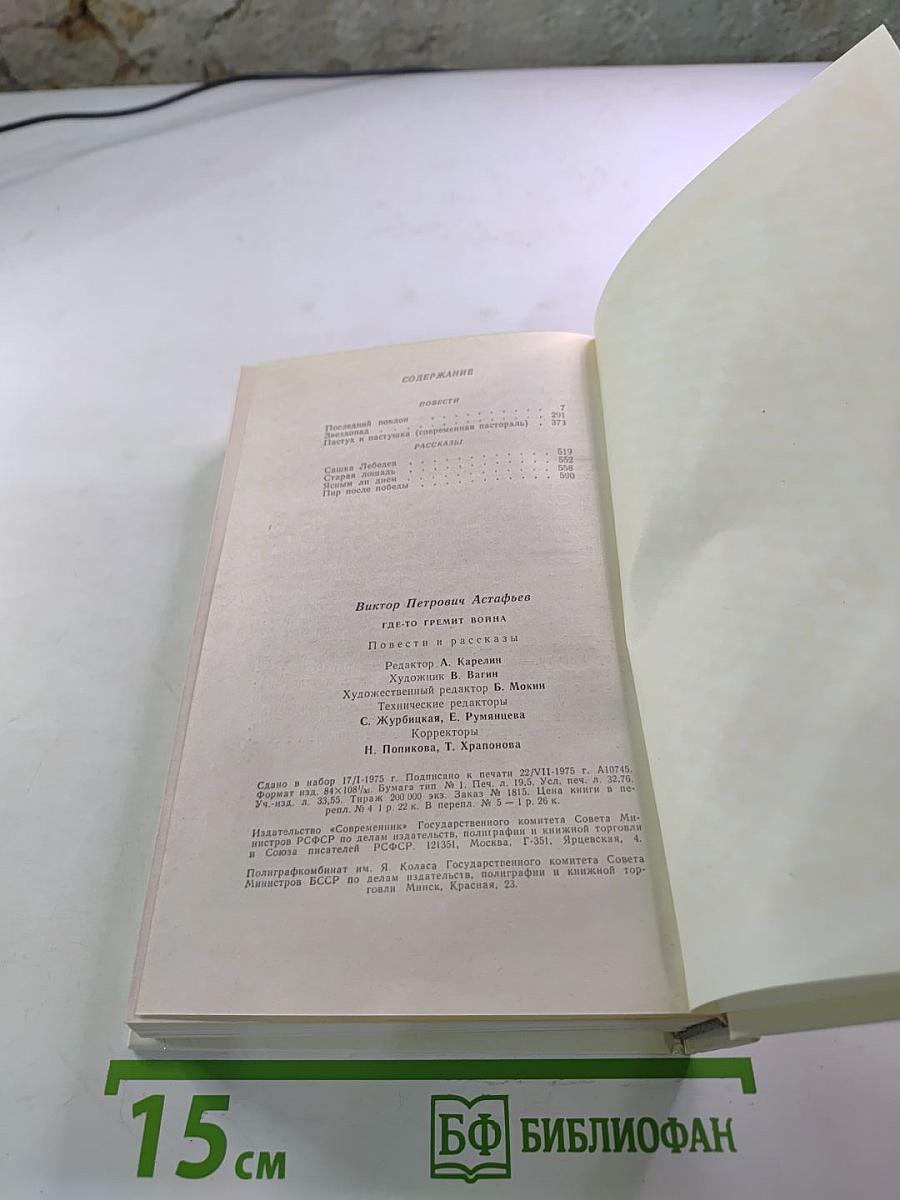 СОДЕРЖАНИЕ
ПОВЕСТИ
Последний поклон . . . . . . . . . . 7
Звездопад . . . . . . . . . . . . . 291
Пастух и пастушка (современная пастораль) . 373
РАССКАЗЫ
Сашка Лебедев . . . . . . . . . . . 519
Старая лошадь . . . . . . . . . . . 552
Ясным ли днем . . . . . . . . . . . 558
Пир после победы . . . . . . . . . . 590
Виктор Петрович Астафьев
ГДЕ-ТО ГРЕМИТ ВОЙНА
Повести и рассказы
Редактор А. Карелин
Художник В. Вагин
Художественный редактор Б. Мокин
Технические редакторы
С. Журбицкая, Е. Румянцева
Корректоры
Н. Попикова, Т. Храпонова
Сдано в набор 17/I-1975 г. Подписано к печати 22/VII-1975 г. А10745.
Формат изд. 84×108¹/₃₂. Бумага тип. № 1. Печ. л. 19,5. Усл. печ. л. 32,76.
Уч.-изд. л. 33,55. Тираж 200 000 экз. Заказ № 1815. Цена книги в пе-
репл. № 4 1 р. 22 к. В перепл. № 5 — 1 р. 26 к.
Издательство «Современник» Государственного комитета Совета Ми-
нистров РСФСР по делам издательств, полиграфии и книжной торговли
и Союза писателей РСФСР. 121351, Москва, Г-351, Ярцевская, 4.
Полиграфкомбинат им. Я. Коласа Государственного комитета Совета
Министров БССР по делам издательств, полиграфии и книжной тор-
говли Минск, Красная, 23.
15 см
БФ БИБЛИОФАН